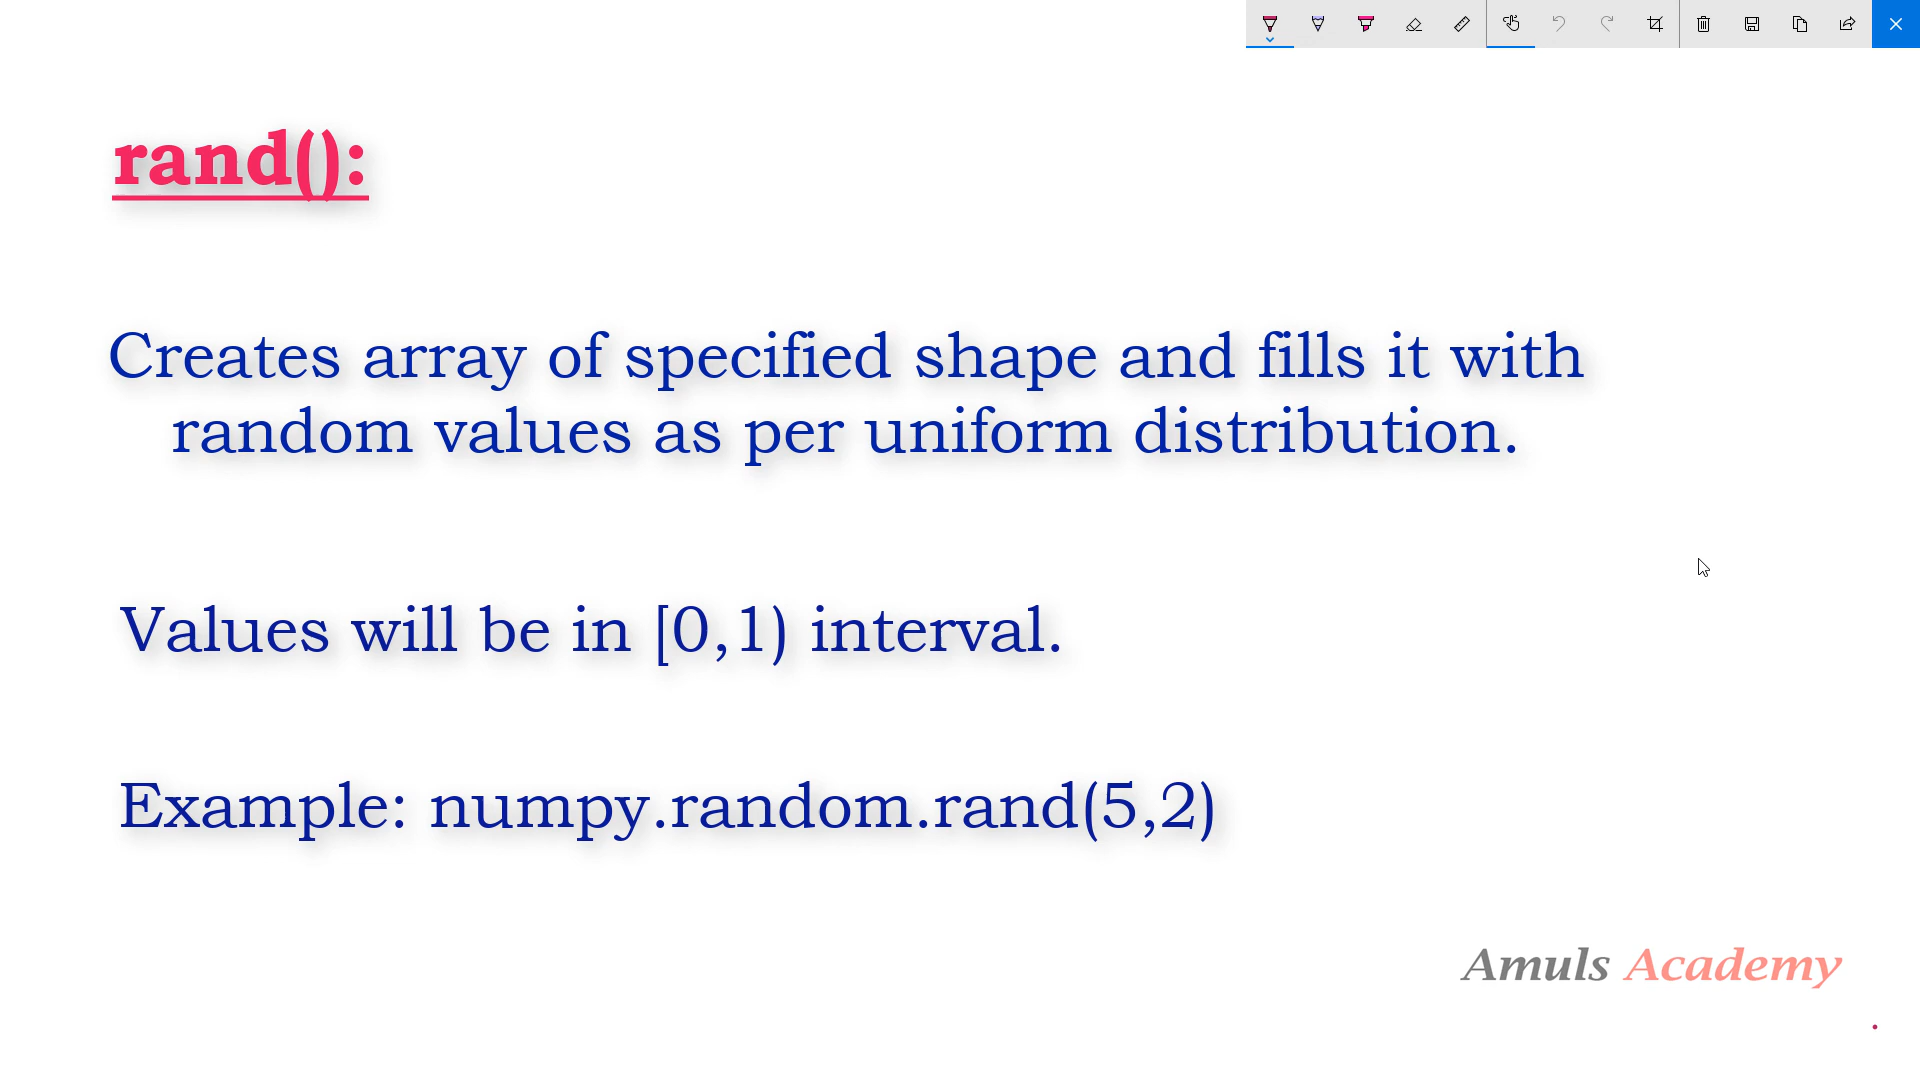 rand():
Creates array of specified shape and fills it with
random values as per uniform distribution.
Values will be in [0,1) interval.
Example: numpy.random.rand(5,2)
Amuls Academy